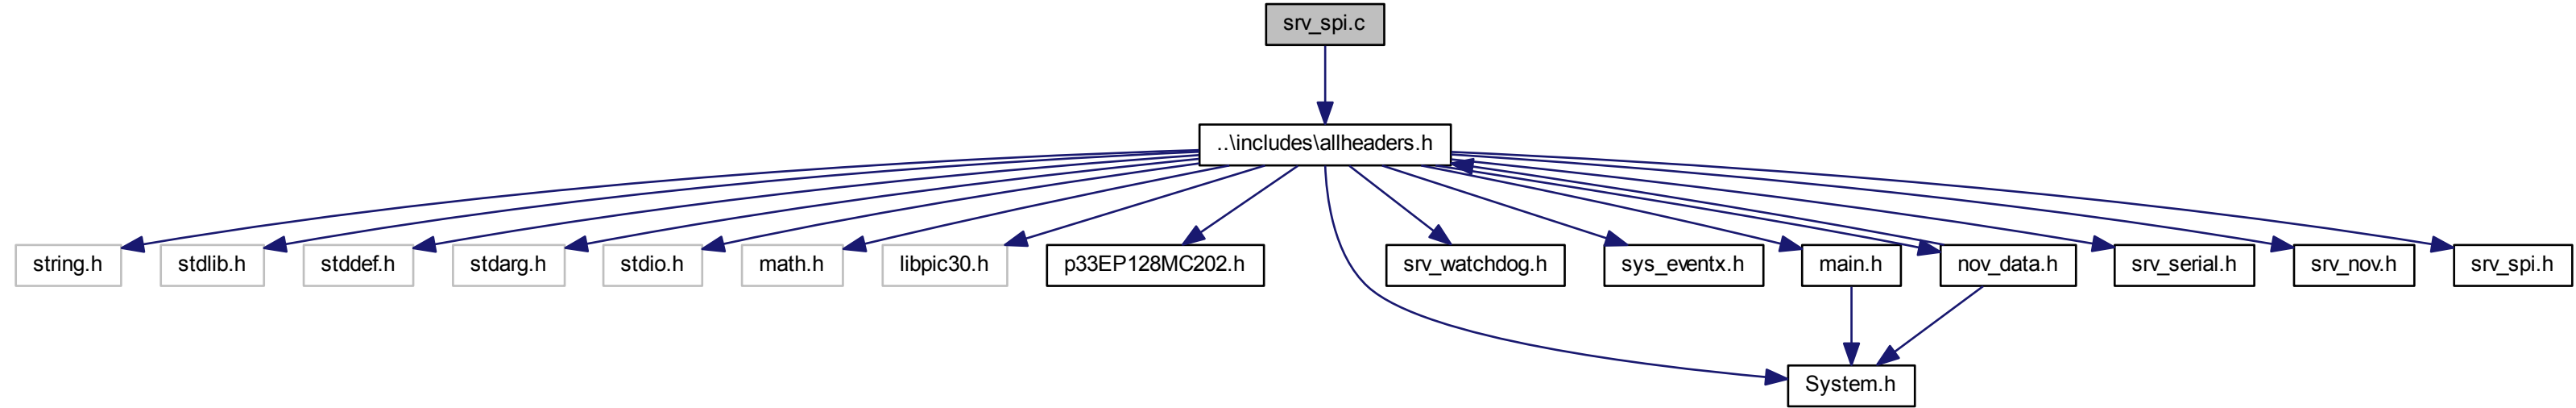 srv_spi.c
..\includes\allheaders.h
string.h
stdlib.h
stddef.h
stdarg.h
stdio.h
math.h
libpic30.h
p33EP128MC202.h
srv_watchdog.h
sys_eventx.h
main.h
nov_data.h
srv_serial.h
srv_nov.h
srv_spi.h
System.h